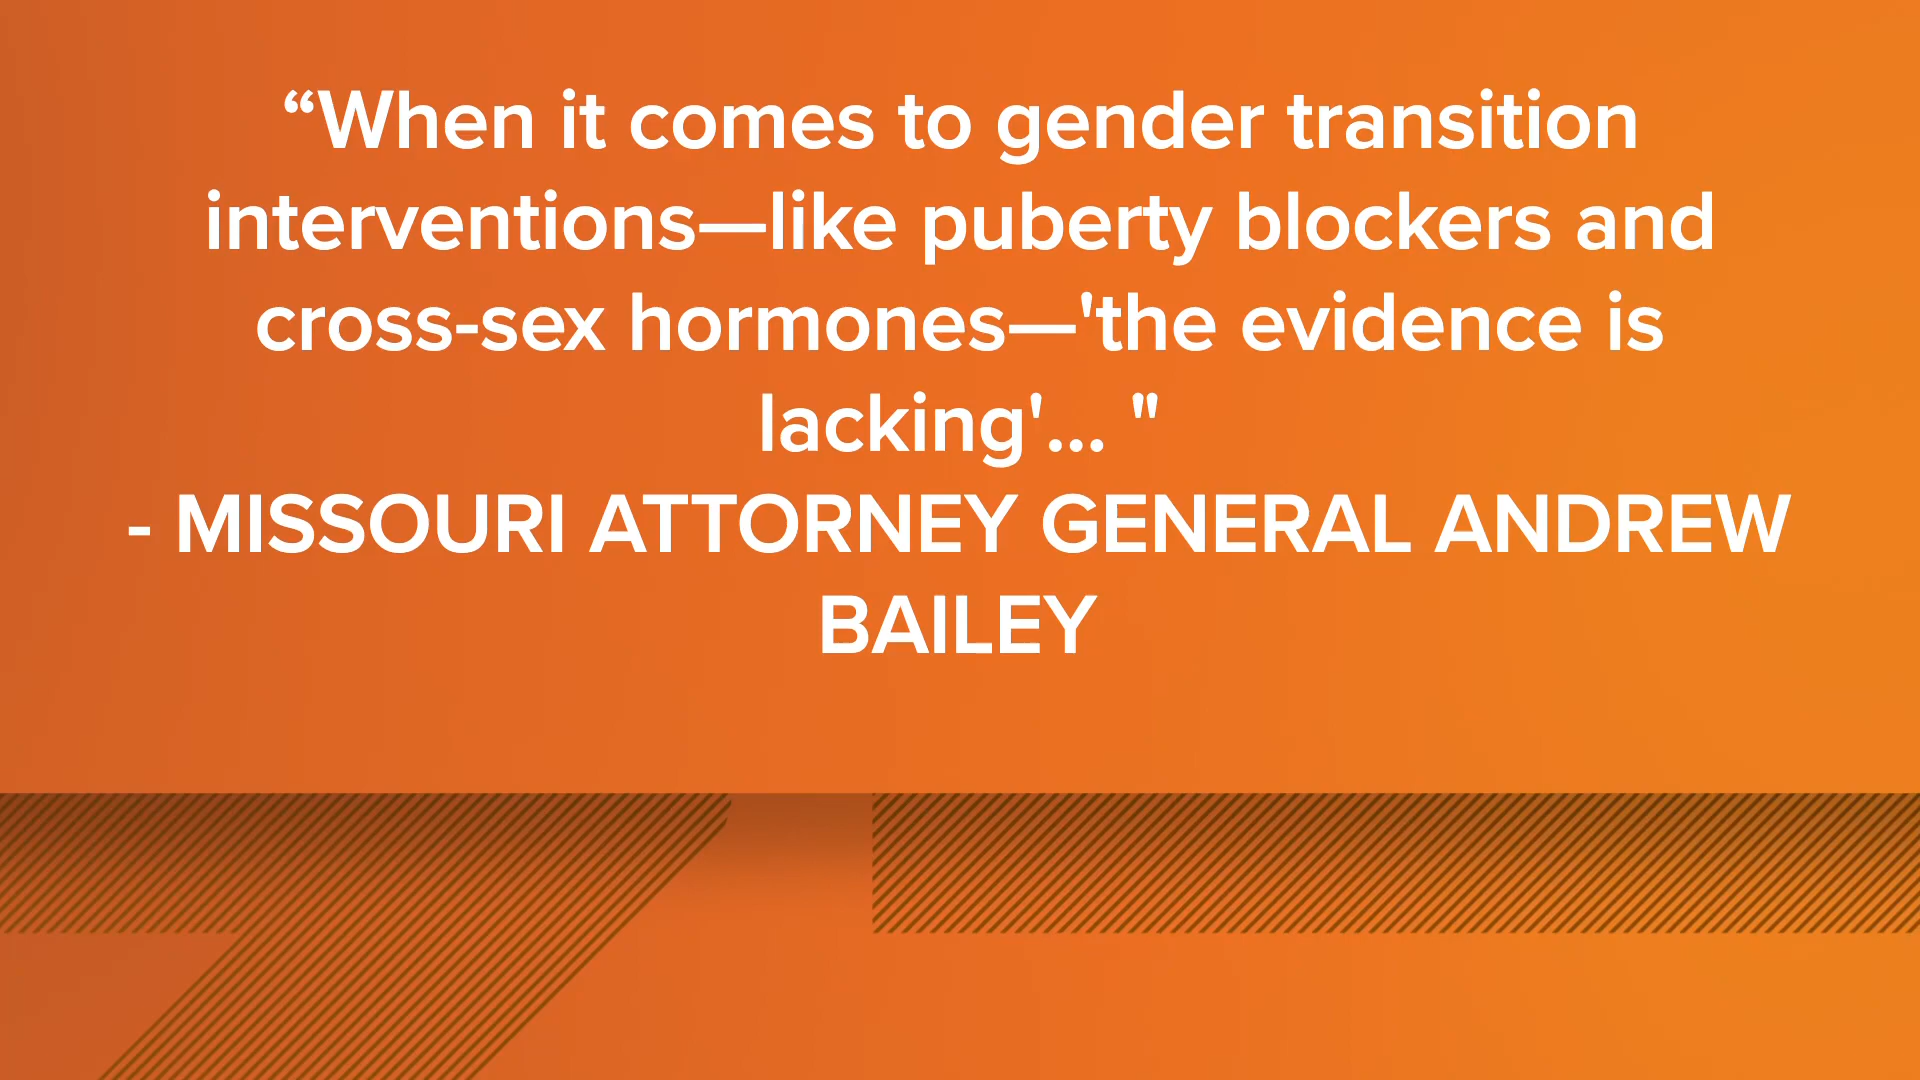 “When it comes to gender transition
interventions—like puberty blockers and
cross-sex hormones—'the evidence is
lacking'... "
- MISSOURI ATTORNEY GENERAL ANDREW
BAILEY